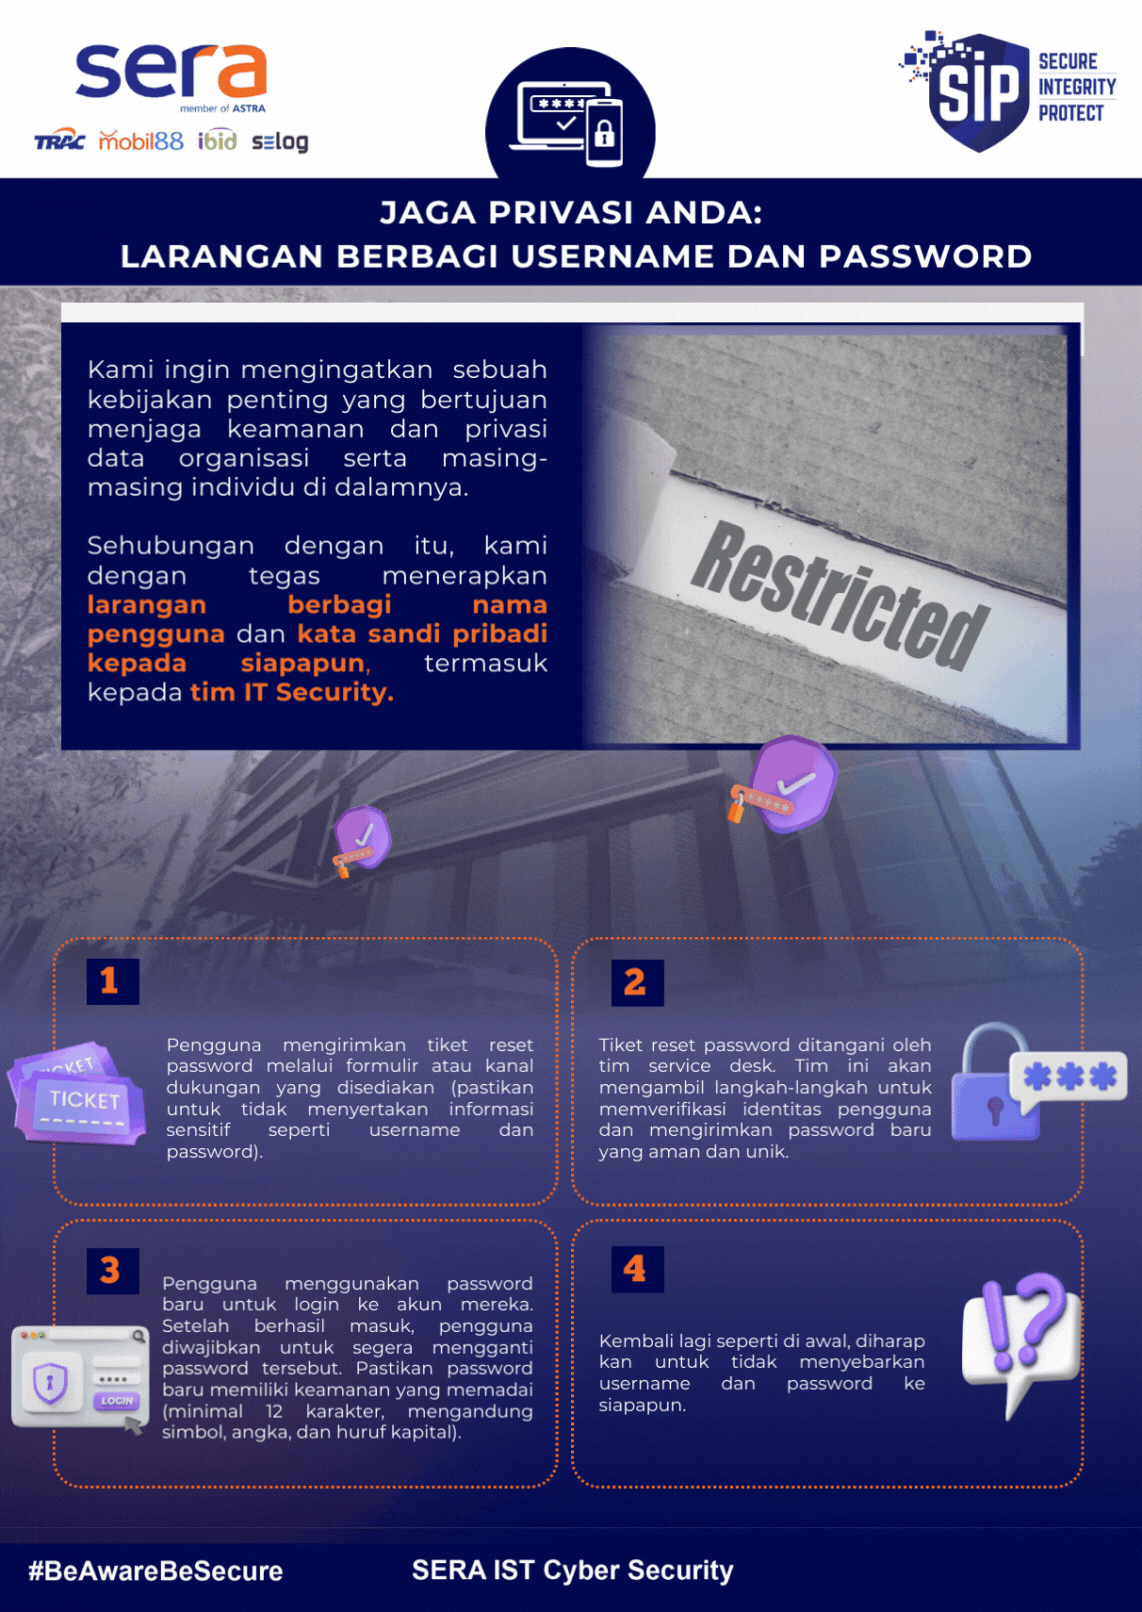 sera
member of ASTRA
TRAC mobil88 ibid selog
****
SIP
SECURE
INTEGRITY
PROTECT
JAGA PRIVASI ANDA:
LARANGAN BERBAGI USERNAME DAN PASSWORD
Kami ingin mengingatkan sebuah
kebijakan penting yang bertujuan
menjaga keamanan dan privasi
data organisasi serta masing-
masing individu di dalamnya.
Sehubungan dengan itu, kami
dengan tegas menerapkan
larangan berbagi nama
pengguna dan kata sandi pribadi
kepada siapapun, termasuk
kepada tim IT Security.
Restricted
1
Pengguna mengirimkan tiket reset
password melalui formulir atau kanal
dukungan yang disediakan (pastikan
untuk tidak menyertakan informasi
sensitif seperti username dan
password).
TICKET
TICKET
2
Tiket reset password ditangani oleh
tim service desk. Tim ini akan
mengambil langkah-langkah untuk
memverifikasi identitas pengguna
dan mengirimkan password baru
yang aman dan unik.
***
3
Pengguna menggunakan password
baru untuk login ke akun mereka.
Setelah berhasil masuk, pengguna
diwajibkan untuk segera mengganti
password tersebut. Pastikan password
baru memiliki keamanan yang memadai
(minimal 12 karakter, mengandung
simbol, angka, dan huruf kapital).
LOGIN
4
Kembali lagi seperti di awal, diharap
kan untuk tidak menyebarkan
username dan password ke
siapapun.
!?
#BeAwareBeSecure
SERA IST Cyber Security